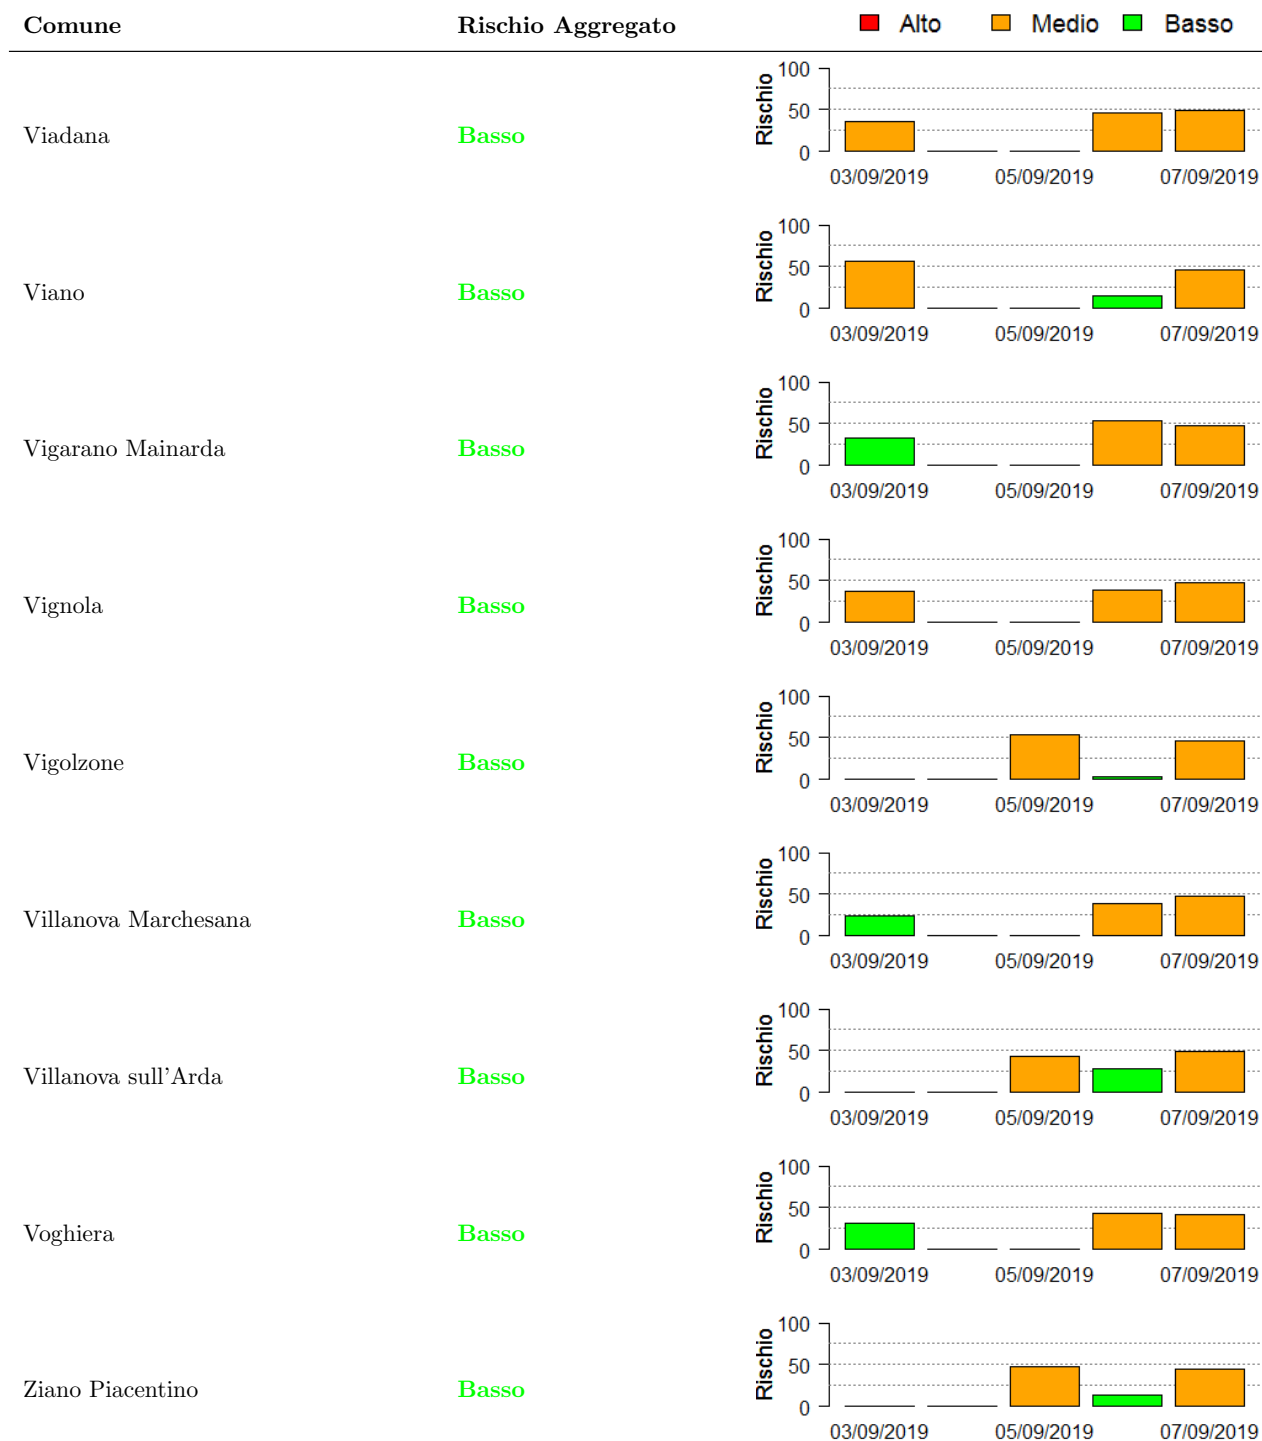 Comune Rischio Aggregato Alto Medio Basso
Viadana Basso Rischio 100 50 0
03/09/2019 05/09/2019 07/09/2019
Viano Basso Rischio 100 50 0
03/09/2019 05/09/2019 07/09/2019
Vigarano Mainarda Basso Rischio 100 50 0
03/09/2019 05/09/2019 07/09/2019
Vignola Basso Rischio 100 50 0
03/09/2019 05/09/2019 07/09/2019
Vigolzone Basso Rischio 100 50 0
03/09/2019 05/09/2019 07/09/2019
Villanova Marchesana Basso Rischio 100 50 0
03/09/2019 05/09/2019 07/09/2019
Villanova sull'Arda Basso Rischio 100 50 0
03/09/2019 05/09/2019 07/09/2019
Voghiera Basso Rischio 100 50 0
03/09/2019 05/09/2019 07/09/2019
Ziano Piacentino Basso Rischio 100 50 0
03/09/2019 05/09/2019 07/09/2019